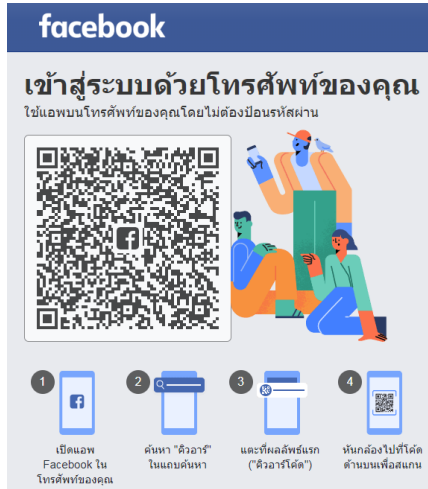 facebook
เข้าสู่ระบบด้วยโทรศัพท์ของคุณ
ใช้แอพบนโทรศัพท์ของคุณโดยไม่ต้องป้อนรหัสผ่าน
1
เปิดแอพ
Facebook ใน
โทรศัพท์ของคุณ
2
ค้นหา "คิวอาร์"
ในแถบค้นหา
3
แตะที่ผลลัพธ์แรก
("คิวอาร์โค้ด")
4
หันกล้องไปที่โค้ด
ด้านบนเพื่อสแกน